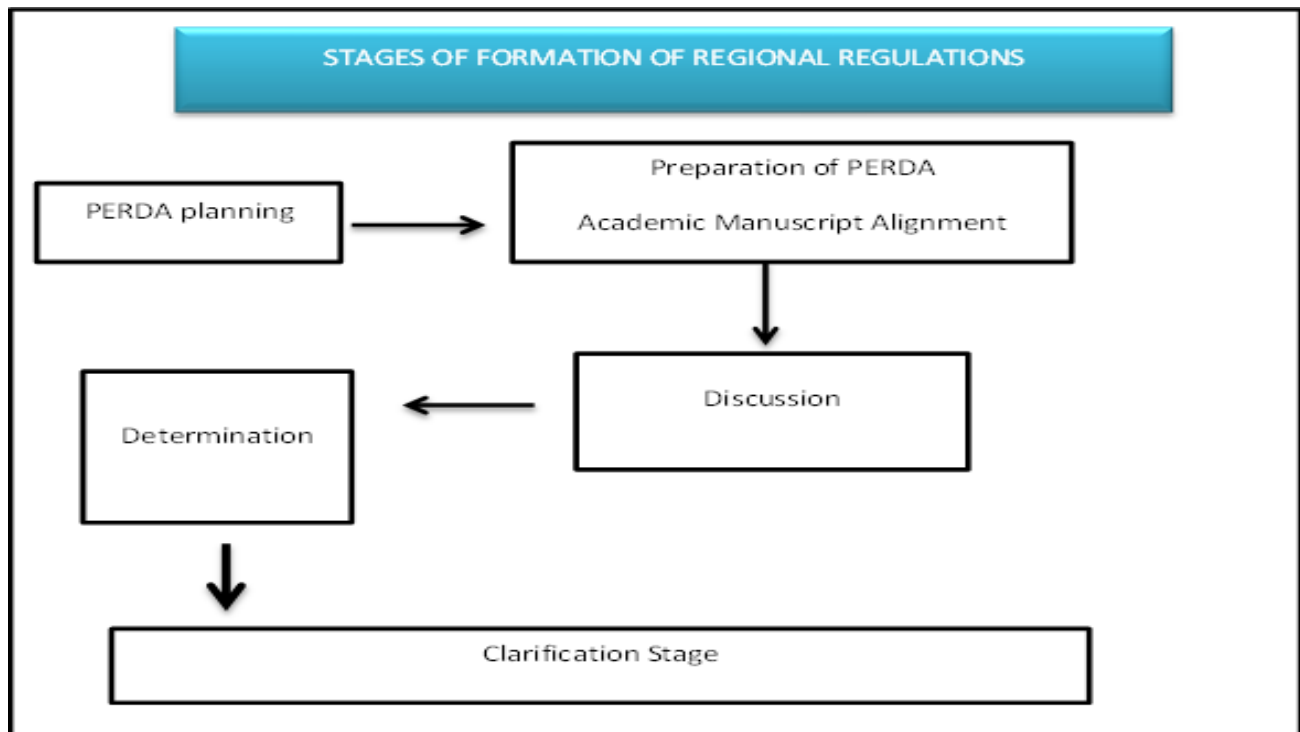 STAGES OF FORMATION OF REGIONAL REGULATIONS
PERDA planning
Preparation of PERDA
Academic Manuscript Alignment
Discussion
Determination
Clarification Stage